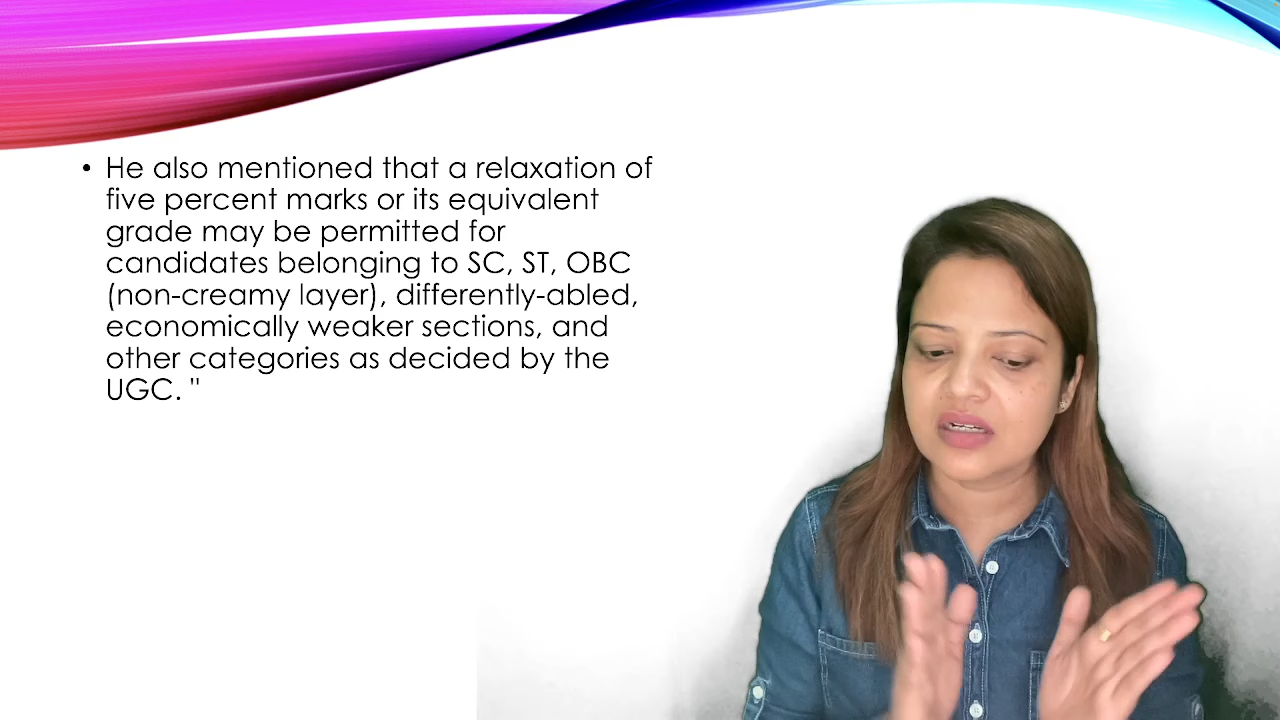 • He also mentioned that a relaxation of
five percent marks or its equivalent
grade may be permitted for
candidates belonging to SC, ST, OBC
(non-creamy layer), differently-abled,
economically weaker sections, and
other categories as decided by the
UGC. "